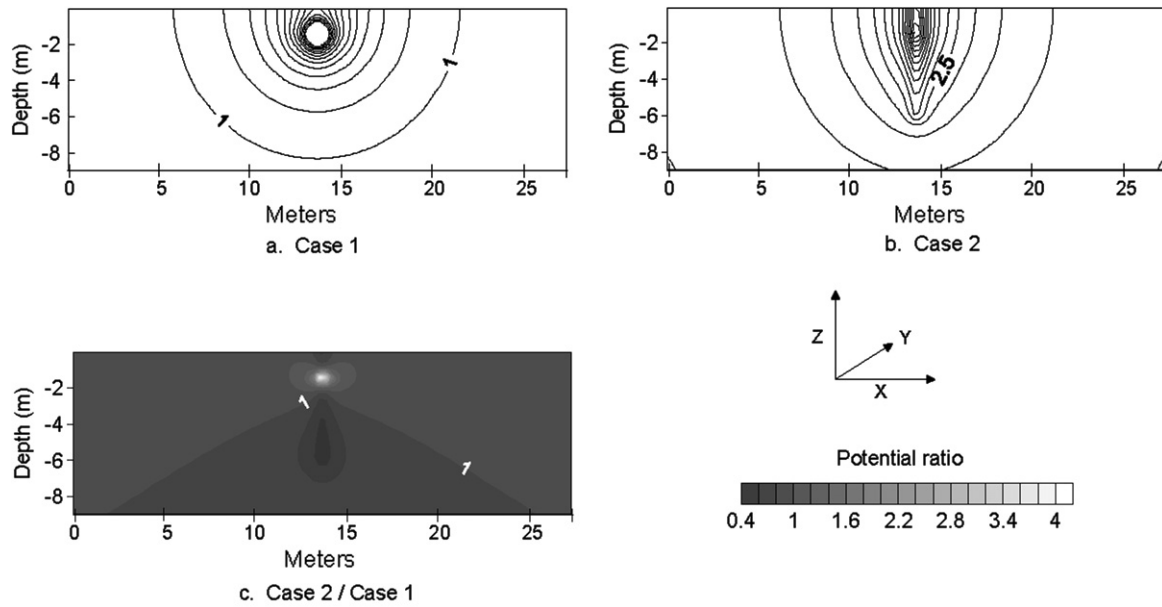 Depth (m)
-2
-4
-6
-8
1
1
0 5 10 15 20 25
Meters
a. Case 1
Depth (m)
-2
-4
-6
-8
2.5
0 5 10 15 20 25
Meters
b. Case 2
Depth (m)
-2
-4
-6
-8
1
1
0 5 10 15 20 25
Meters
c. Case 2 / Case 1
Z
Y
X
Potential ratio
0.4 1 1.6 2.2 2.8 3.4 4